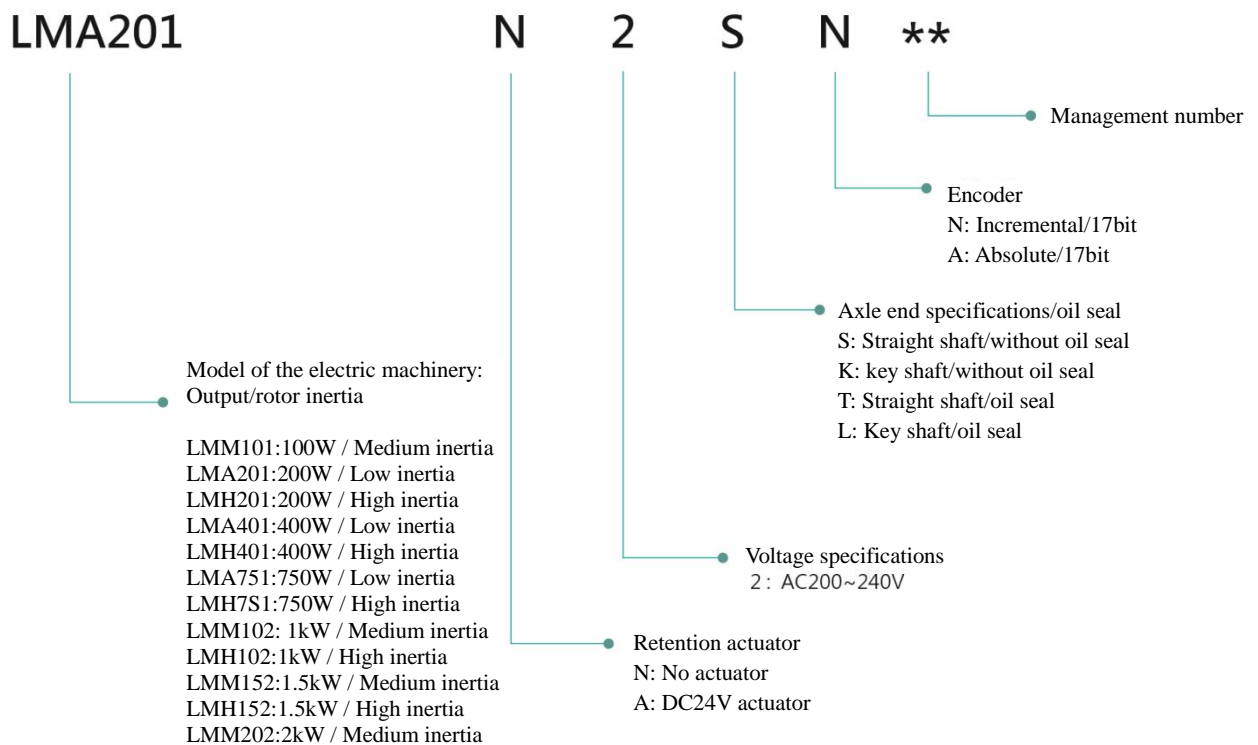 LMA201 N 2 S N **
Management number
Encoder
N: Incremental/17bit
A: Absolute/17bit
Axle end specifications/oil seal
S: Straight shaft/without oil seal
K: key shaft/without oil seal
T: Straight shaft/oil seal
L: Key shaft/oil seal
Model of the electric machinery:
Output/rotor inertia
LMM101:100W / Medium inertia
LMA201:200W / Low inertia
LMH201:200W / High inertia
LMA401:400W / Low inertia
LMH401:400W / High inertia
LMA751:750W / Low inertia
LMH7S1:750W / High inertia
LMM102: 1kW / Medium inertia
LMH102:1kW / High inertia
LMM152:1.5kW / Medium inertia
LMH152:1.5kW / High inertia
LMM202:2kW / Medium inertia
Voltage specifications
2: AC200~240V
Retention actuator
N: No actuator
A: DC24V actuator